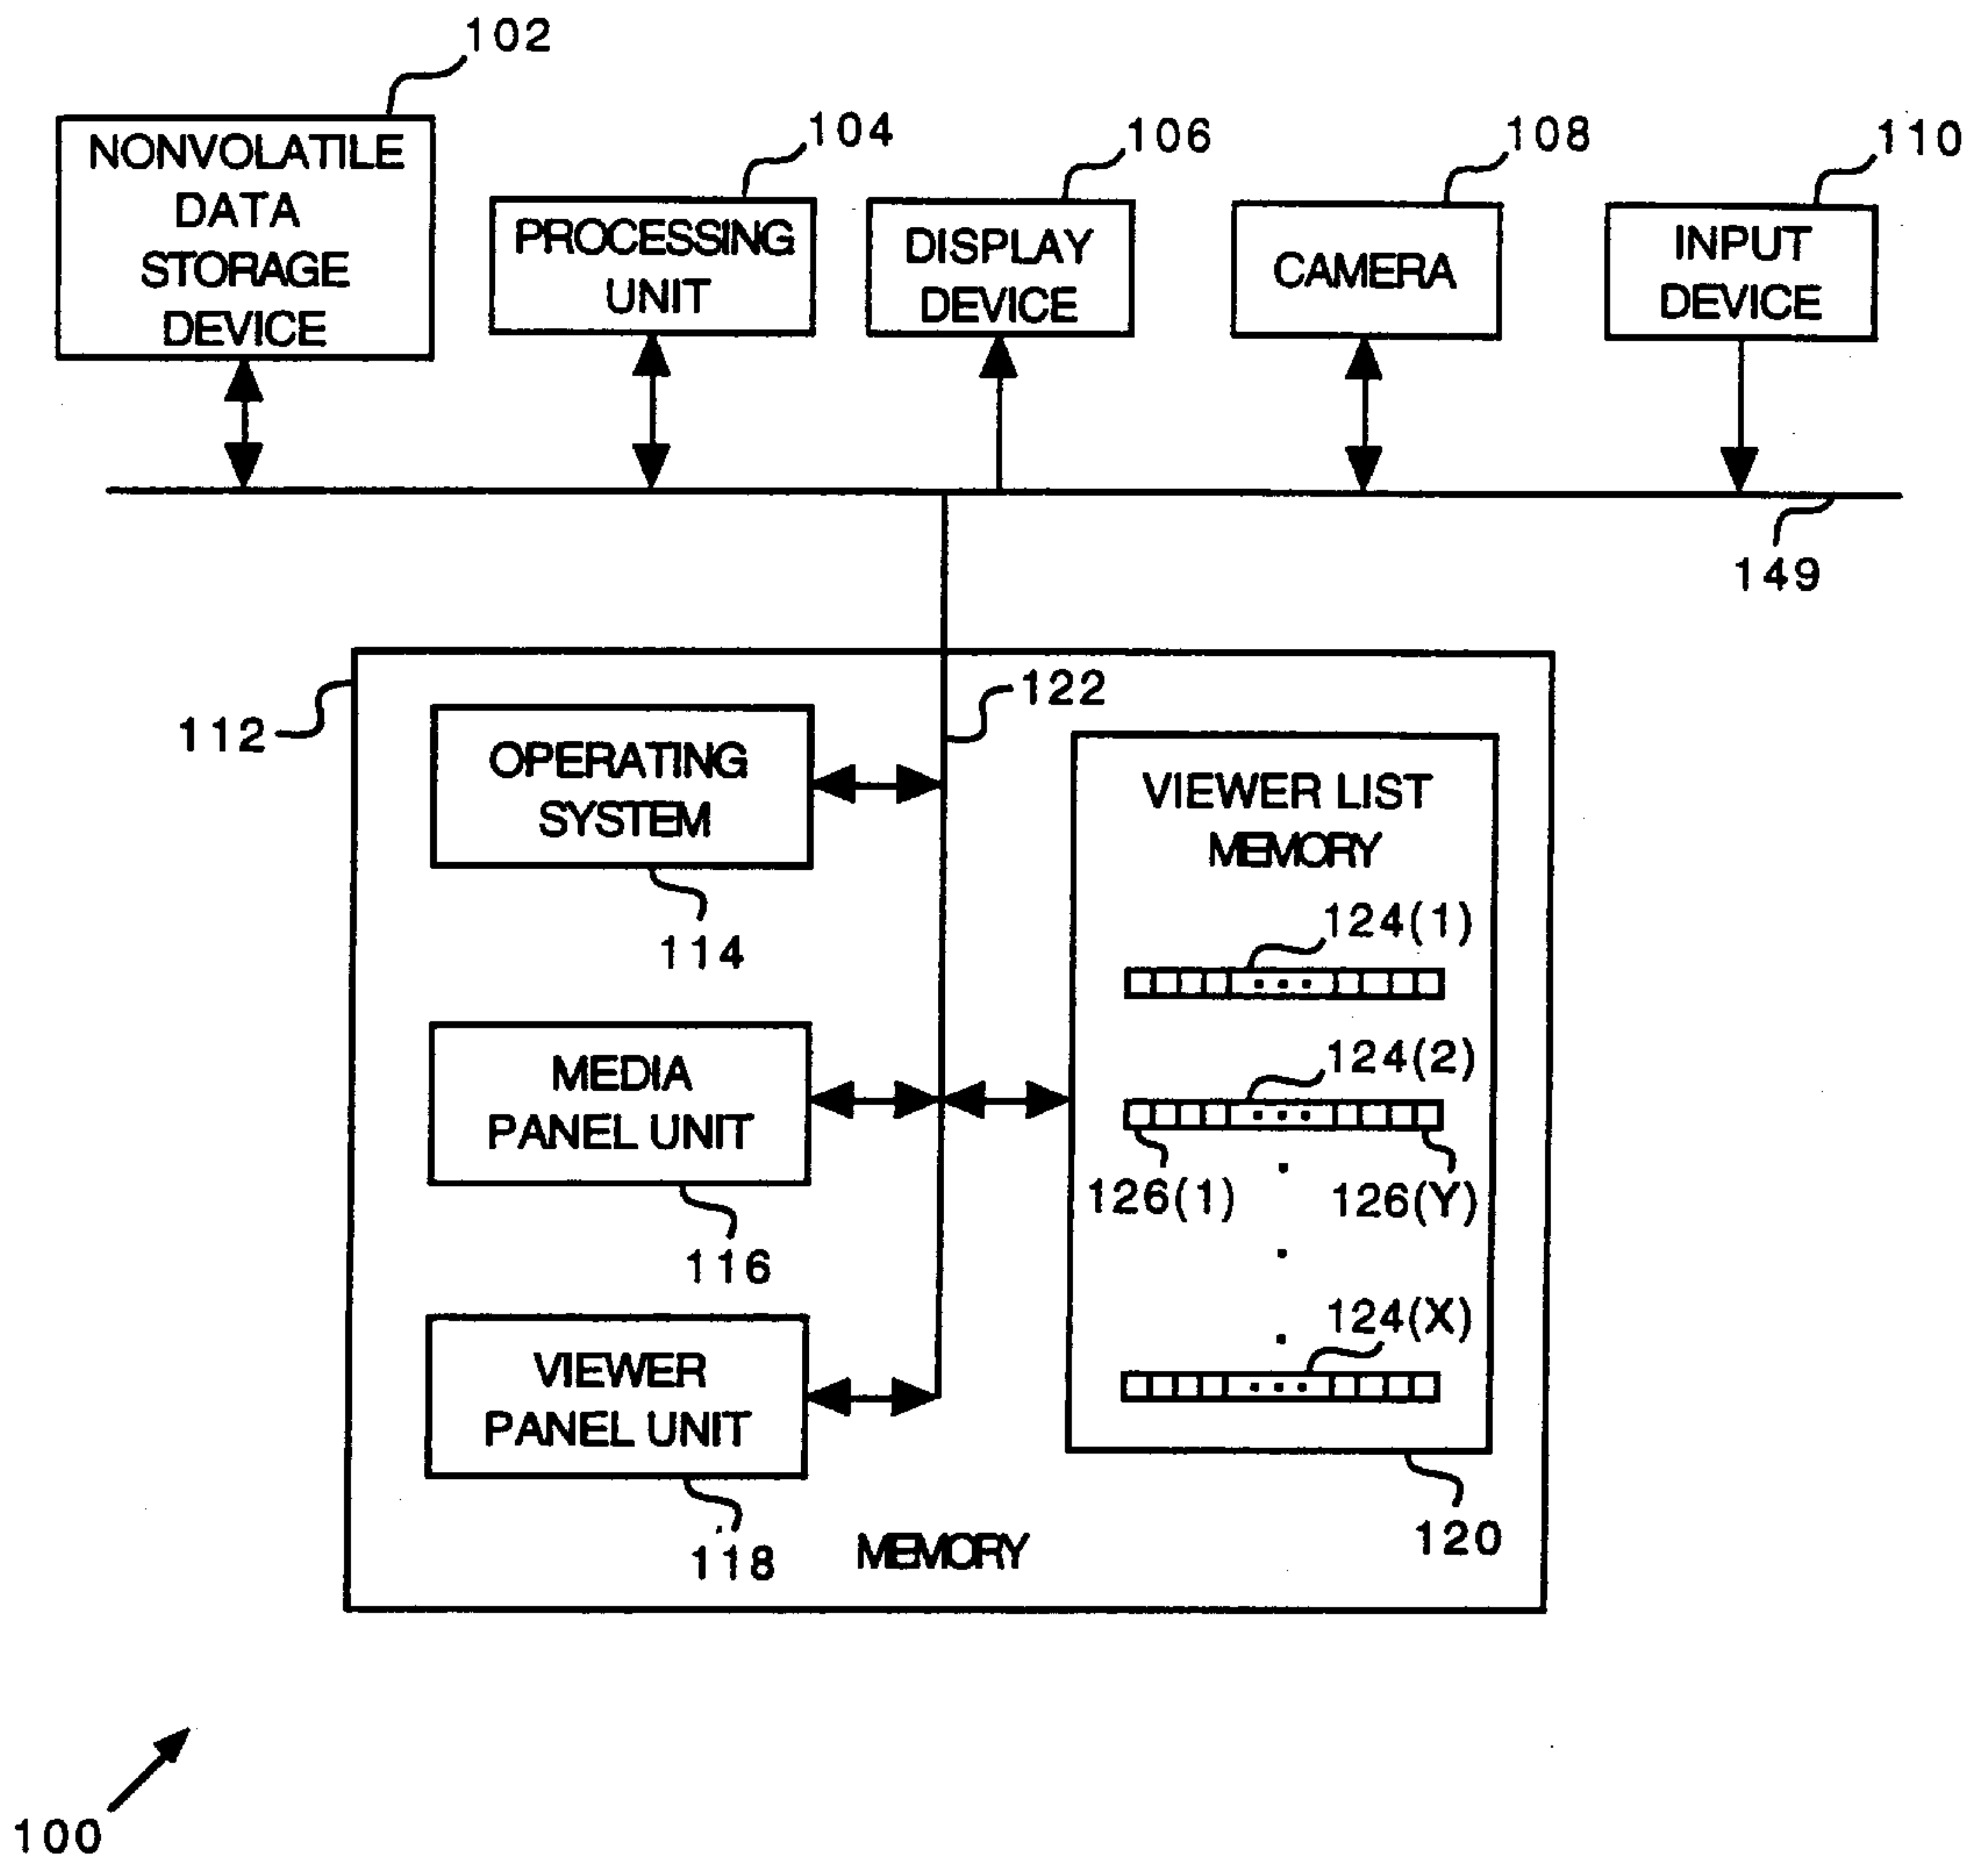 102
104
106
108
110
NONVOLATILE
DATA
STORAGE
DEVICE
PROCESSING
UNIT
DISPLAY
DEVICE
CAMERA
INPUT
DEVICE
149
112
122
OPERATING
SYSTEM
114
VIEWER LIST
MEMORY
124(1)
124(2)
126(1)
126(Y)
124(X)
MEDIA
PANEL UNIT
116
VIEWER
PANEL UNIT
118
120
MEMORY
100